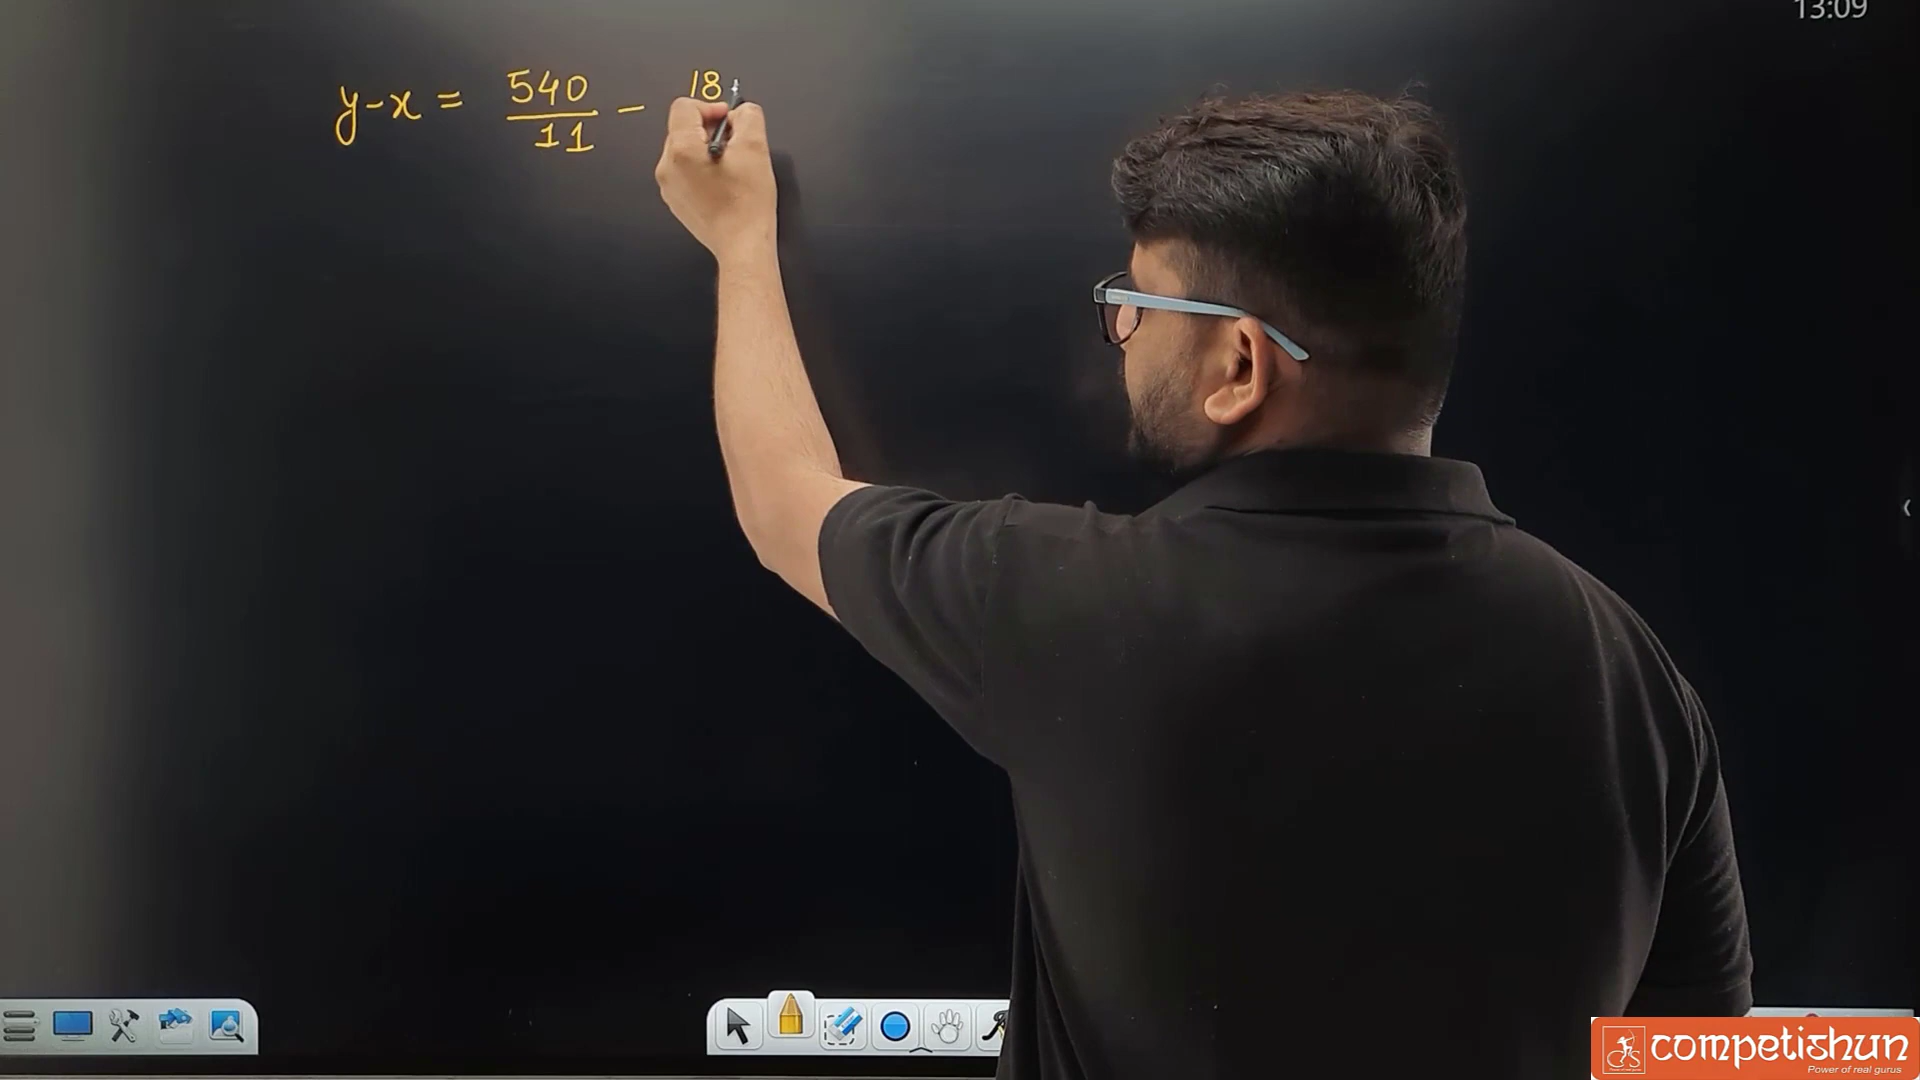 13:09
y-x = 540/11 - 18
competishun
Power of real gurus